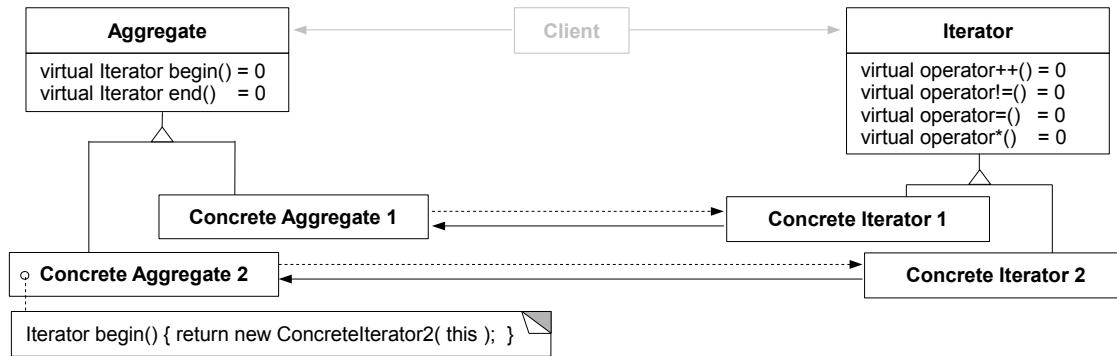 Aggregate
virtual Iterator begin() = 0
virtual Iterator end() = 0
Client
Iterator
virtual operator++() = 0
virtual operator!=() = 0
virtual operator=() = 0
virtual operator*() = 0
Concrete Aggregate 1
Concrete Iterator 1
Concrete Aggregate 2
Concrete Iterator 2
Iterator begin() { return new ConcreteIterator2( this ); }